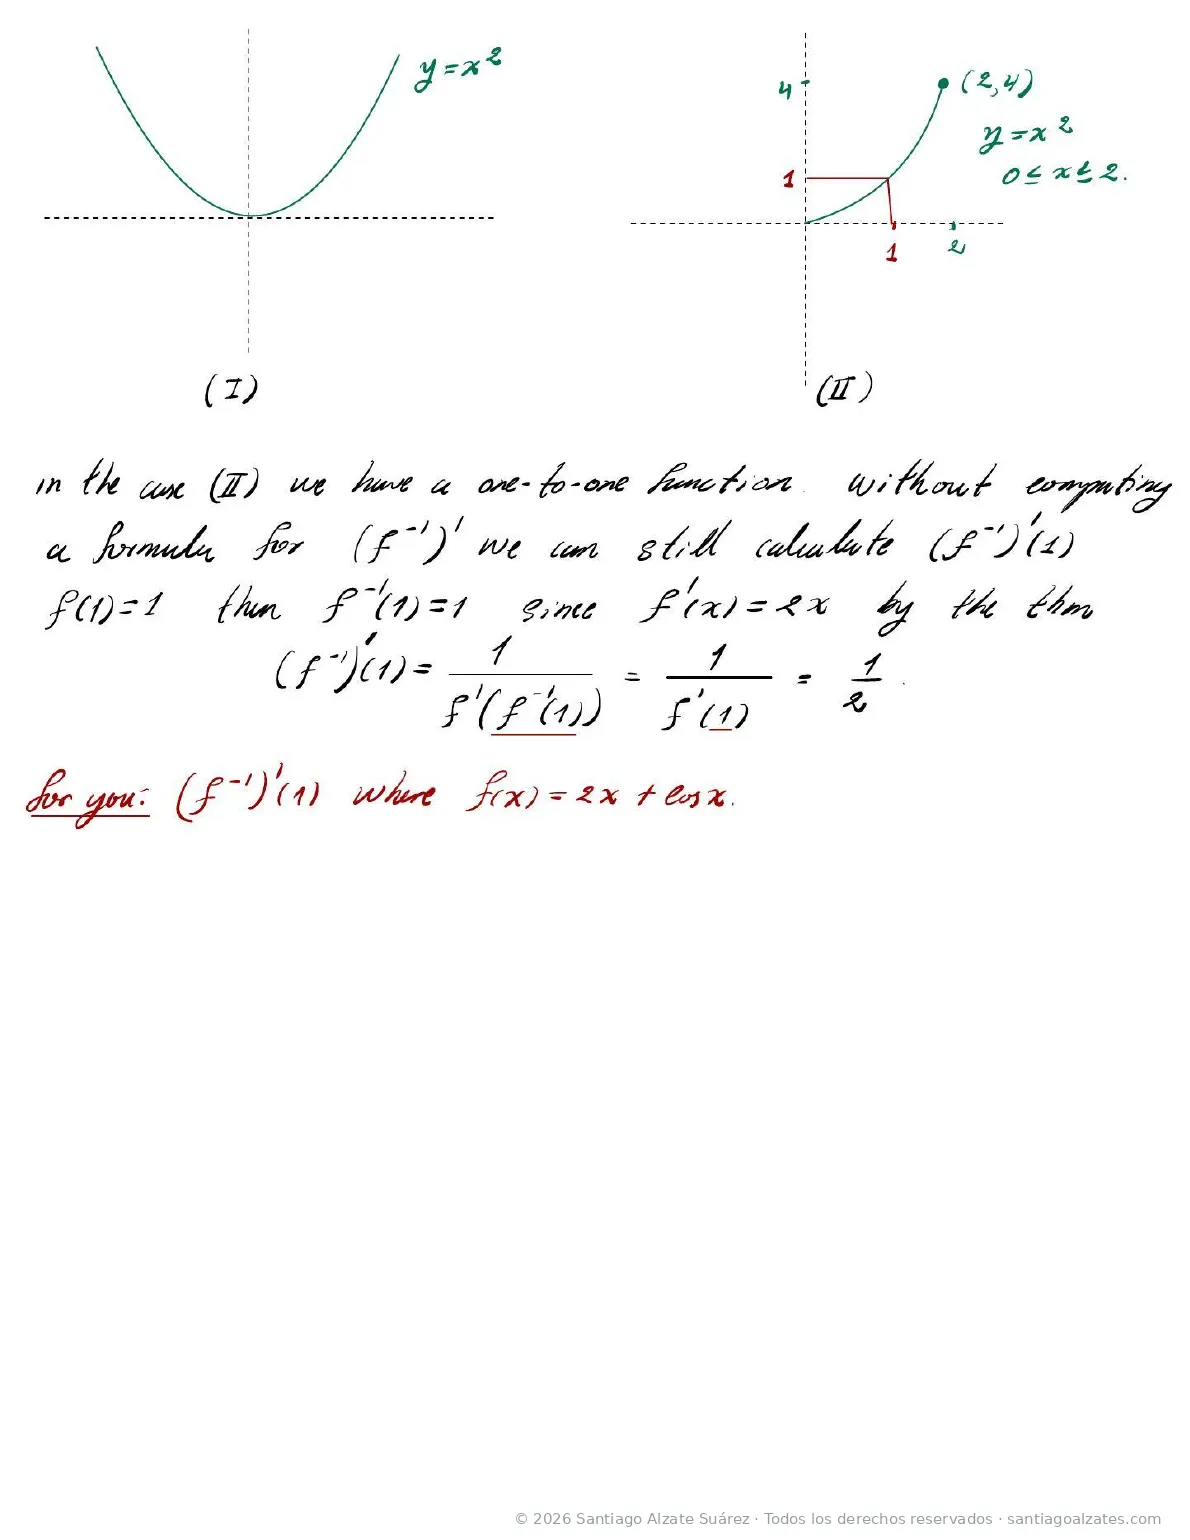 y = x²
4
(2,4)
y = x²
0 ≤ x ≤ 2.
1
1
2
(I)
(II)
in the case (II) we have a one-to-one function. Without computing
a formula for (f⁻¹)' we can still calculate (f⁻¹)'(1)
f(1)=1 then f⁻¹(1)=1 since f'(x)=2x by the thm
(f⁻¹)'(1) = 1 / f'(f⁻¹(1)) = 1 / f'(1) = 1/2.
for you: (f⁻¹)'(1) where f(x) = 2x + cos x.
© 2026 Santiago Alzate Suárez · Todos los derechos reservados · santiagoalzates.com